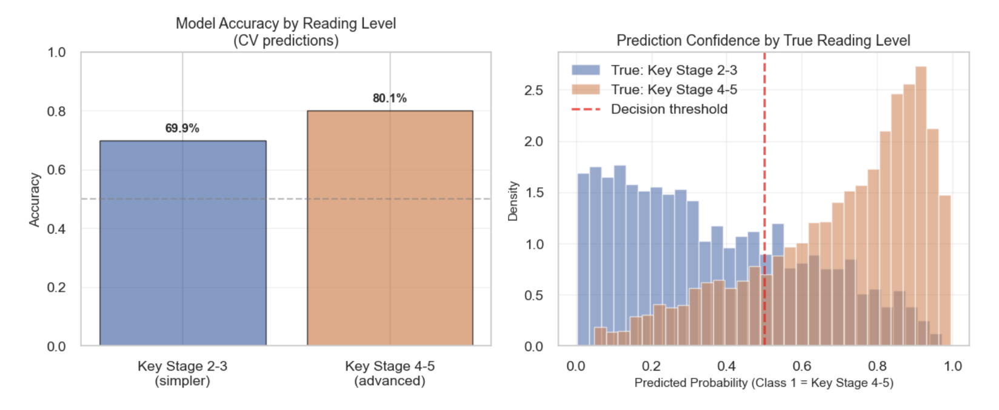 Model Accuracy by Reading Level
(CV predictions)
1.0
0.8
0.6
0.4
0.2
0.0
Accuracy
69.9%
80.1%
Key Stage 2-3
(simpler)
Key Stage 4-5
(advanced)
Prediction Confidence by True Reading Level
True: Key Stage 2-3
True: Key Stage 4-5
Decision threshold
2.5
2.0
1.5
1.0
0.5
0.0
Density
0.0 0.2 0.4 0.6 0.8 1.0
Predicted Probability (Class 1 = Key Stage 4-5)